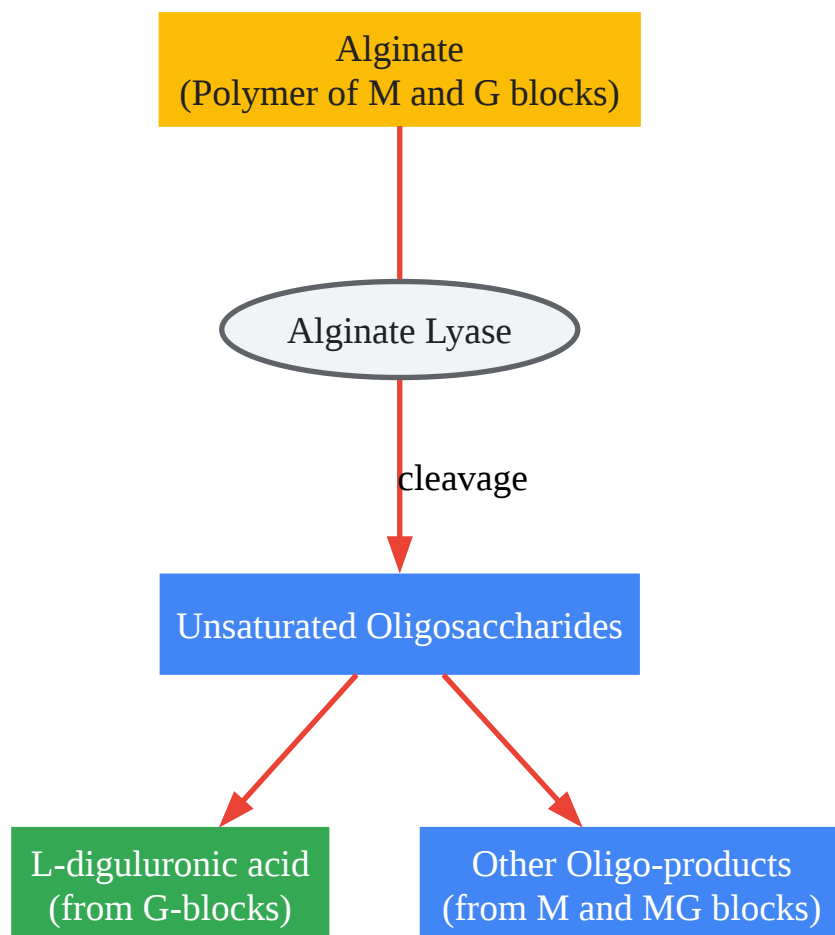 Alginate
(Polymer of M and G blocks)
Alginate Lyase
cleavage
Unsaturated Oligosaccharides
L-diguluronic acid
(from G-blocks)
Other Oligo-products
(from M and MG blocks)